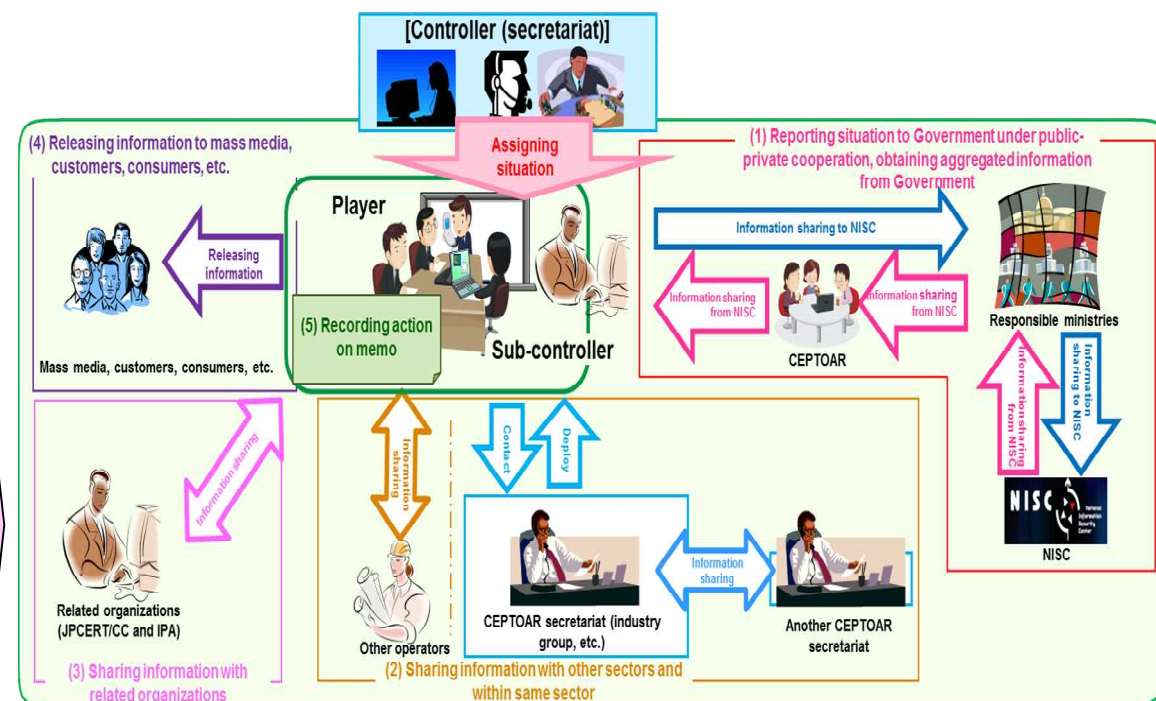 [Controller (secretariat)]
Assigning
situation
(4) Releasing information to mass media,
customers, consumers, etc.
(1) Reporting situation to Government under public-
private cooperation, obtaining aggregated information
from Government
Player
Releasing
information
Information sharing to NISC
Information sharing
from NISC
Information sharing
from NISC
(5) Recording action
on memo
Sub-controller
CEPTOAR
Responsible ministries
Mass media, customers, consumers, etc.
Information sharing
from NISC
Information
sharing to NISC
Information sharing
Information
sharing
Contact
Deploy
NISC
National
Information
Security
Center
NISC
Information
sharing
Related organizations
(JPCERT/CC and IPA)
Other operators
CEPTOAR secretariat (industry
group, etc.)
Another CEPTOAR
secretariat
(3) Sharing information with
related organizations
(2) Sharing information with other sectors and
within same sector